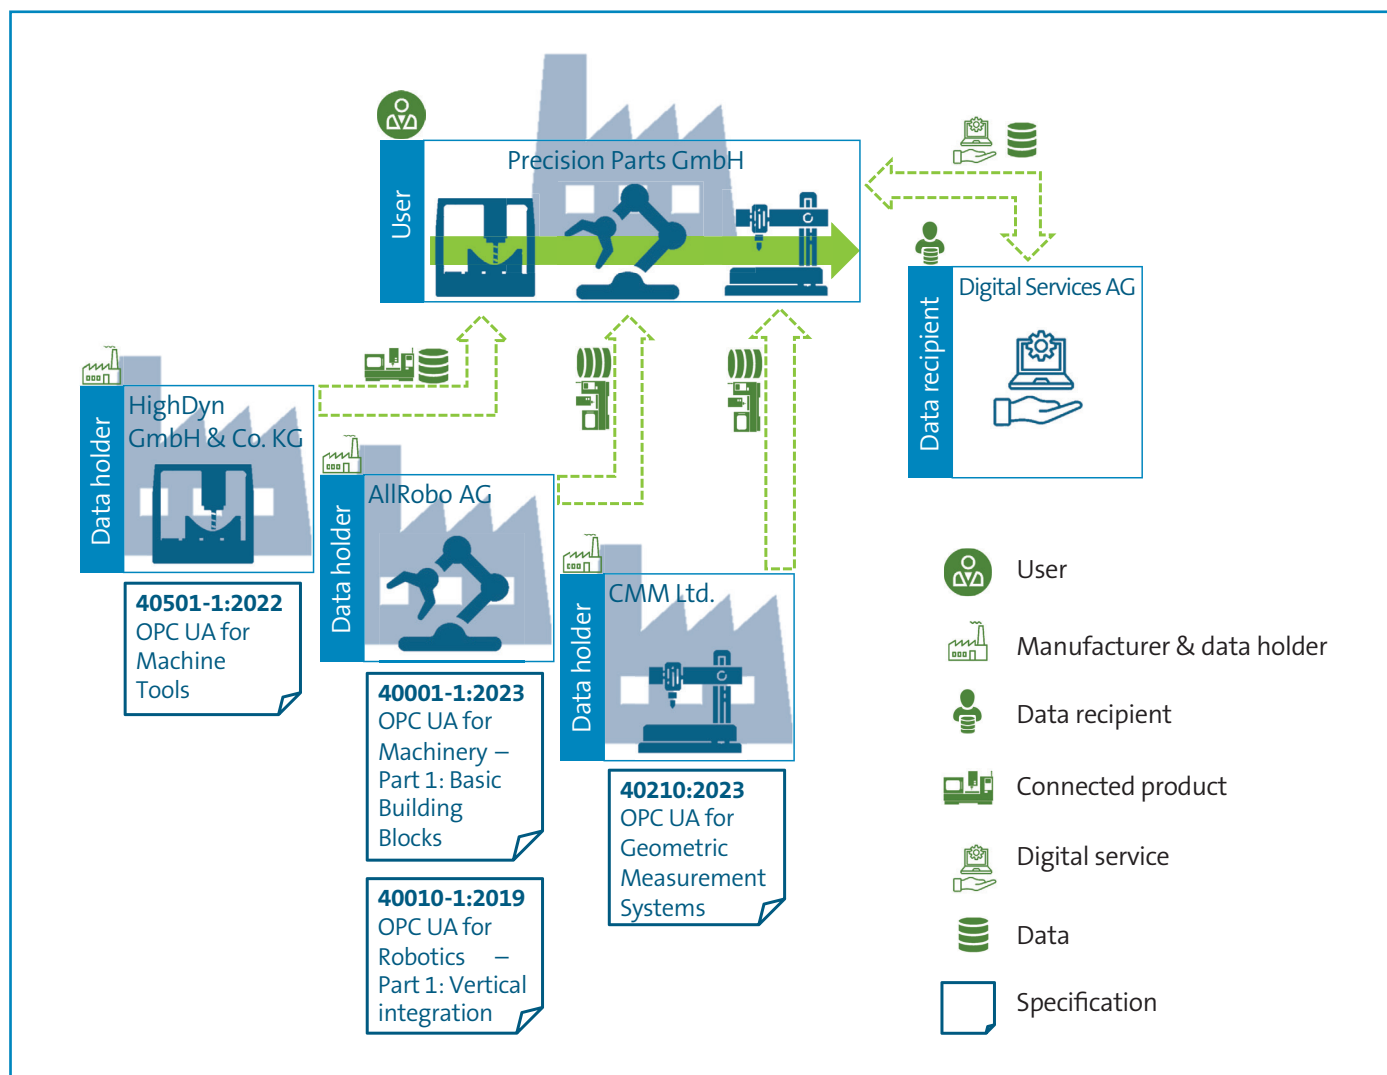 User
Precision Parts GmbH
Data recipient
Digital Services AG
Data holder
HighDyn
GmbH & Co. KG
40501-1:2022
OPC UA for
Machine
Tools
Data holder
AllRobo AG
40001-1:2023
OPC UA for
Machinery –
Part 1: Basic
Building
Blocks
40010-1:2019
OPC UA for
Robotics –
Part 1: Vertical
integration
Data holder
CMM Ltd.
40210:2023
OPC UA for
Geometric
Measurement
Systems
User
Manufacturer & data holder
Data recipient
Connected product
Digital service
Data
Specification